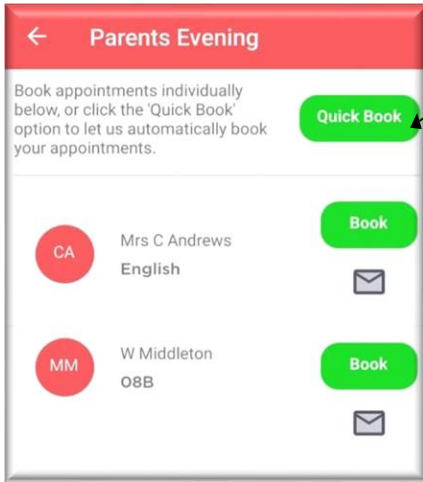 Parents Evening
Book appointments individually
below, or click the 'Quick Book'
option to let us automatically book
your appointments.
Quick Book
CA
Mrs C Andrews
English
Book
MM
W Middleton
O8B
Book